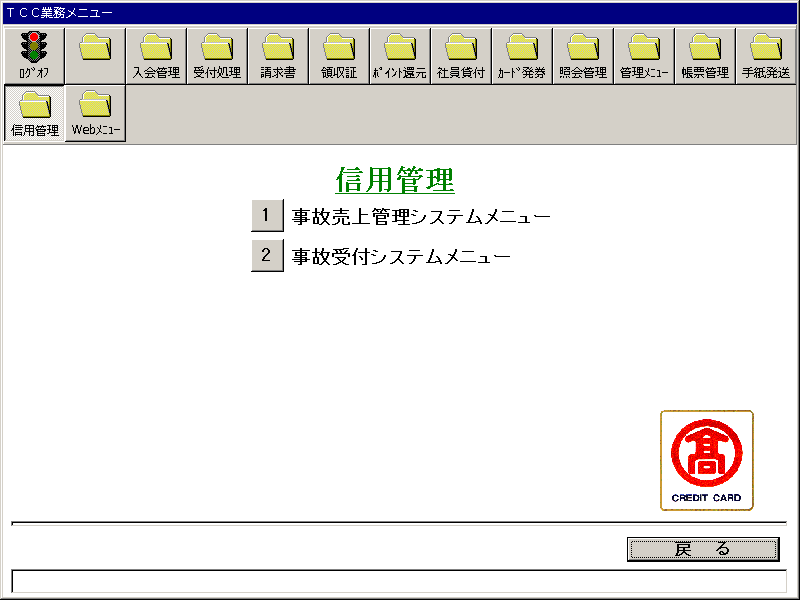 ＴＣＣ業務メニュー
ﾛｸﾞｵﾌ
入会管理
受付処理
請求書
領収証
ﾎﾟｲﾝﾄ還元
社員貸付
ｶｰﾄﾞ発券
照会管理
管理ﾒﾆｭｰ
帳票管理
手紙発送
信用管理
Webﾒﾆｭｰ
信用管理
1 事故売上管理システムメニュー
2 事故受付システムメニュー
髙
CREDIT CARD
戻 る